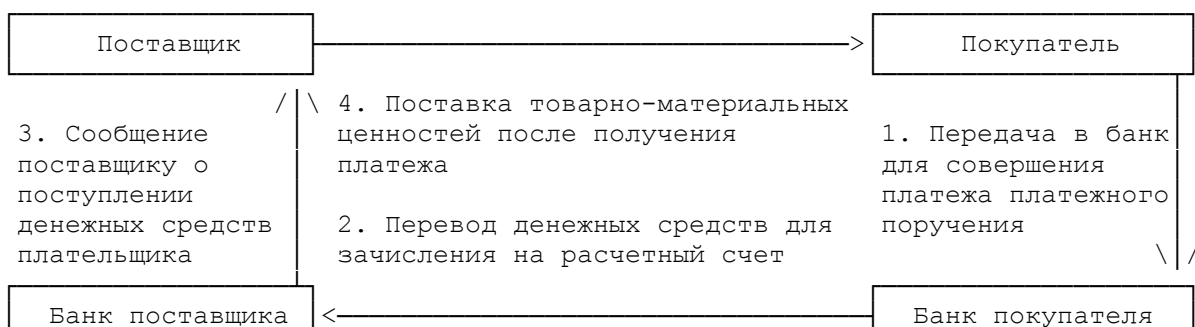 Поставщик
Покупатель
4. Поставка товарно-материальных
ценностей после получения
платежа
3. Сообщение
поставщику о
поступлении
денежных средств
плательщика
1. Передача в банк
для совершения
платежа платежного
поручения
2. Перевод денежных средств для
зачисления на расчетный счет
Банк поставщика
Банк покупателя